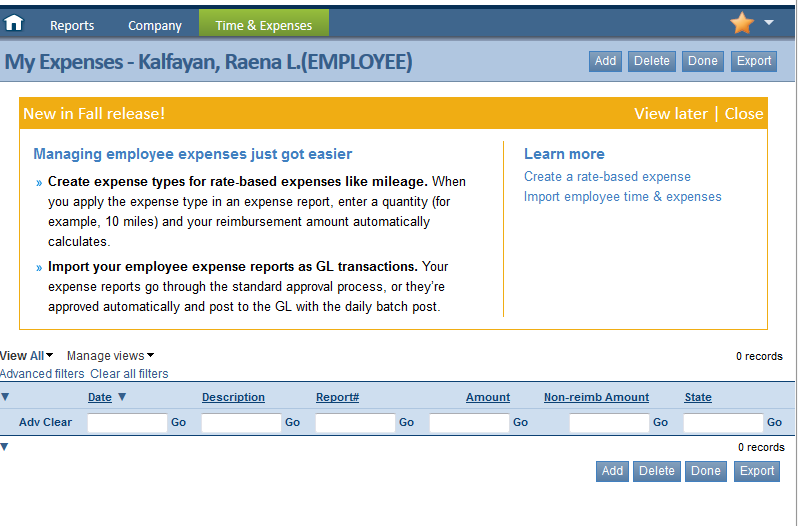 Reports Company Time & Expenses
My Expenses - Kalfayan, Raena L.(EMPLOYEE) Add Delete Done Export
New in Fall release! View later | Close
Managing employee expenses just got easier
» Create expense types for rate-based expenses like mileage. When
you apply the expense type in an expense report, enter a quantity (for
example, 10 miles) and your reimbursement amount automatically
calculates.
» Import your employee expense reports as GL transactions. Your
expense reports go through the standard approval process, or they're
approved automatically and post to the GL with the daily batch post.
Learn more
Create a rate-based expense
Import employee time & expenses
View All Manage views 0 records
Advanced filters Clear all filters
Date Description Report# Amount Non-reimb Amount State
Adv Clear Go Go Go Go Go Go
0 records
Add Delete Done Export